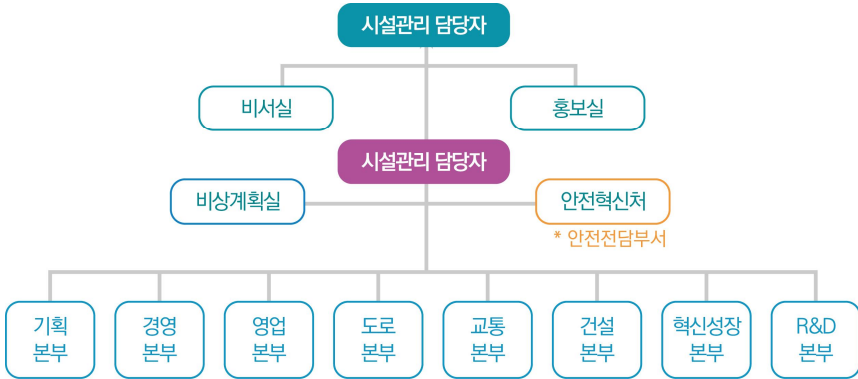 시설관리 담당자
비서실
홍보실
시설관리 담당자
비상계획실
안전혁신처
* 안전전담부서
기획
본부
경영
본부
영업
본부
도로
본부
교통
본부
건설
본부
혁신성장
본부
R&D
본부